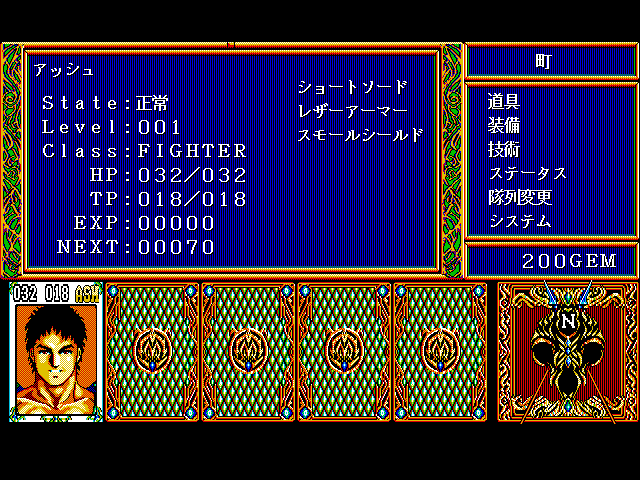 アッシュ
State:正常
Level:001
Class:FIGHTER
HP:032/032
TP:018/018
EXP:00000
NEXT:00070
ショートソード
レザーアーマー
スモールシールド
町
道具
装備
技術
ステータス
隊列変更
システム
200GEM
032 018 ASH
N